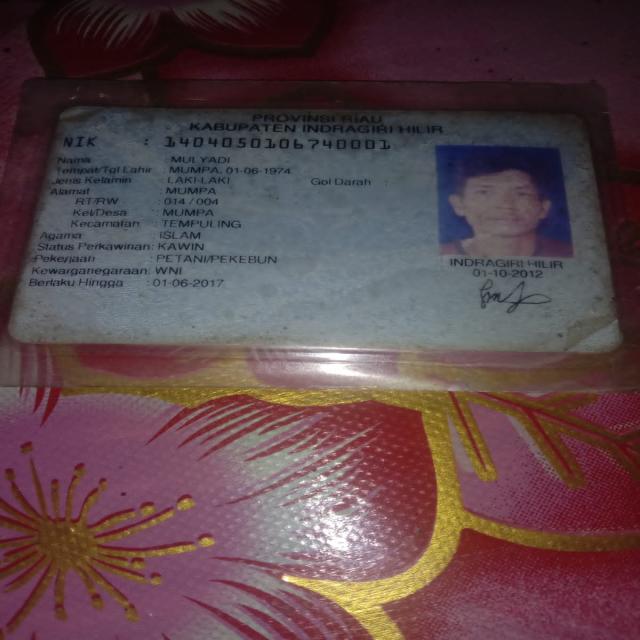 PROVINSI RIAU
KABUPATEN INDRAGIRI HILIR
NIK : 1404050106740001
Nama : MULYADI
Tempat/Tgl Lahir : MUMPA, 01-06-1974
Jenis Kelamin : LAKI-LAKI Gol Darah :
Alamat : MUMPA
RT/RW : 014 / 004
Kel/Desa : MUMPA
Kecamatan : TEMPULING
Agama : ISLAM
Status Perkawinan: KAWIN
Pekerjaan : PETANI/PEKEBUN
Kewarganegaraan: WNI
Berlaku Hingga : 01-06-2017
INDRAGIRI HILIR
01-10-2012